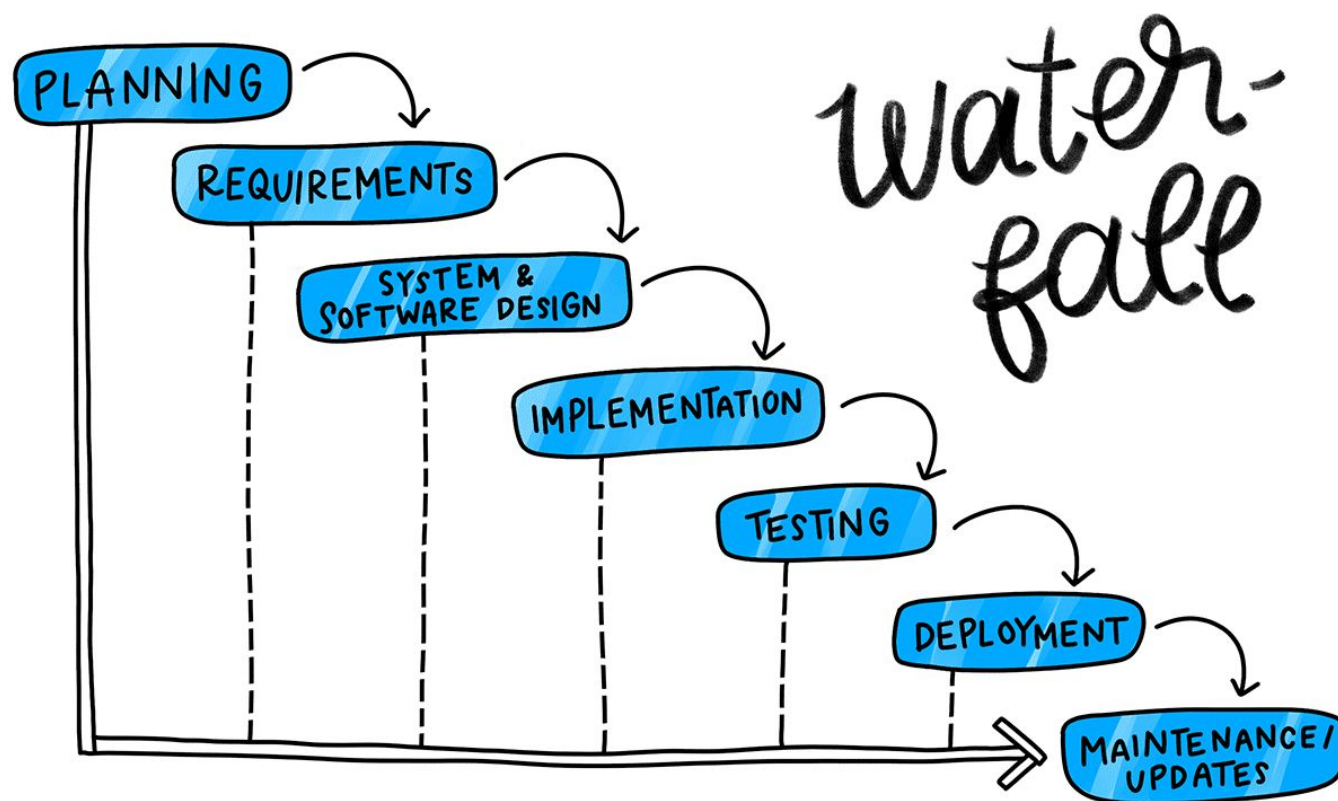 Water-
fall
PLANNING
REQUIREMENTS
SYSTEM &
SOFTWARE DESIGN
IMPLEMENTATION
TESTING
DEPLOYMENT
MAINTENANCE/
UPDATES